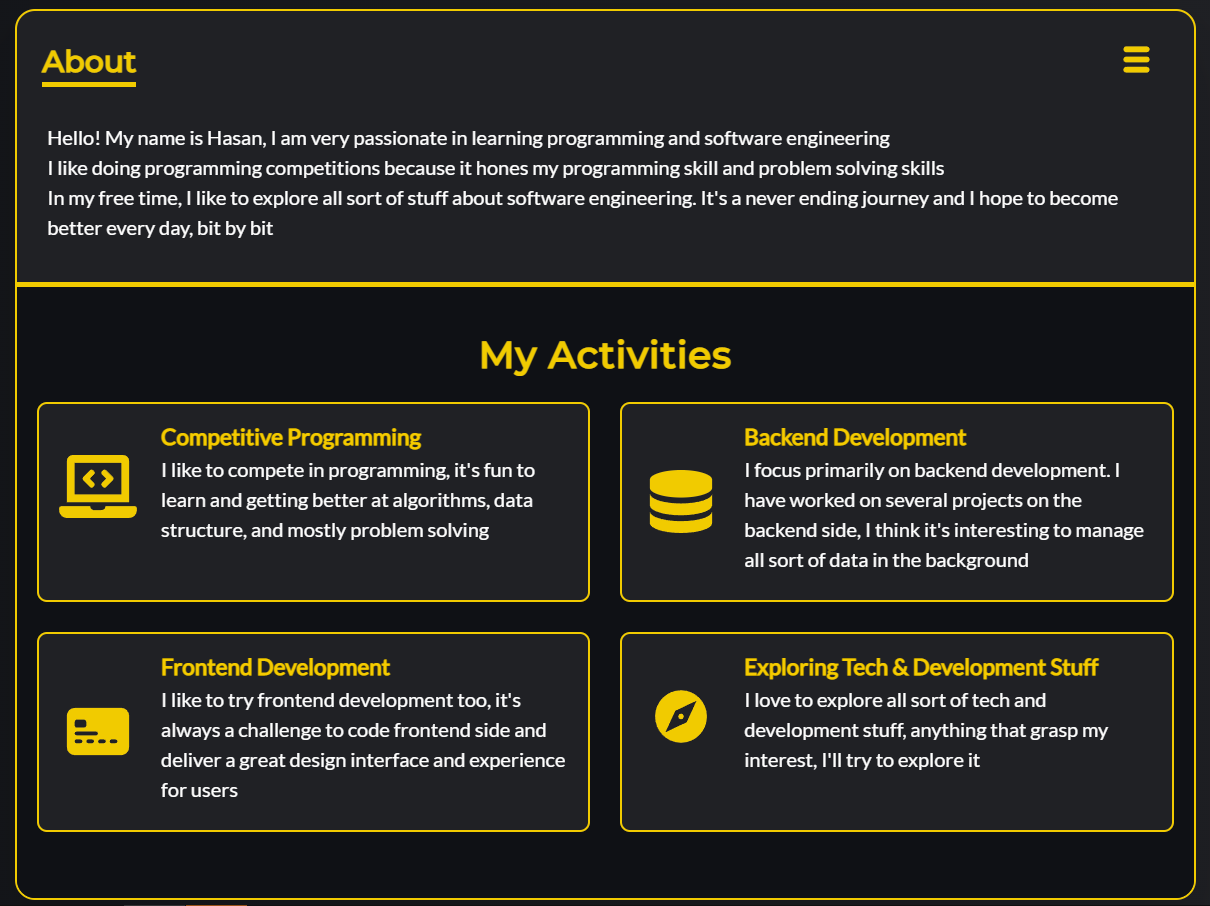 About
Hello! My name is Hasan, I am very passionate in learning programming and software engineering
I like doing programming competitions because it hones my programming skill and problem solving skills
In my free time, I like to explore all sort of stuff about software engineering. It's a never ending journey and I hope to become
better every day, bit by bit
My Activities
Competitive Programming
I like to compete in programming, it's fun to
learn and getting better at algorithms, data
structure, and mostly problem solving
Backend Development
I focus primarily on backend development. I
have worked on several projects on the
backend side, I think it's interesting to manage
all sort of data in the background
Frontend Development
I like to try frontend development too, it's
always a challenge to code frontend side and
deliver a great design interface and experience
for users
Exploring Tech & Development Stuff
I love to explore all sort of tech and
development stuff, anything that grasp my
interest, I'll try to explore it